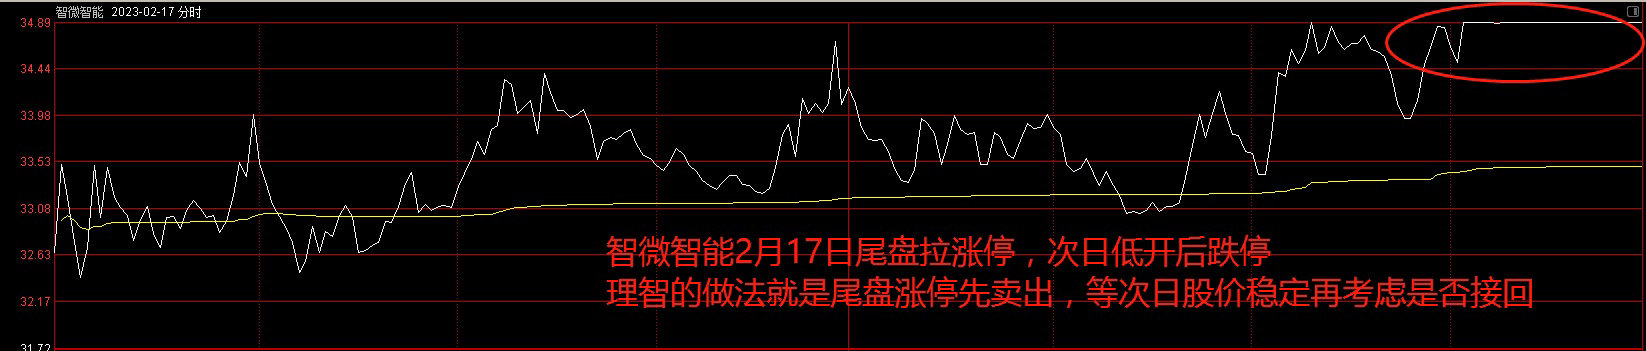 智微智能 2023-02-17 分时
34.89
34.44
33.98
33.53
33.08
32.63
32.17
31.72
智微智能2月17日尾盘拉涨停，次日低开后跌停
理智的做法就是尾盘涨停先卖出，等次日股价稳定再考虑是否接回